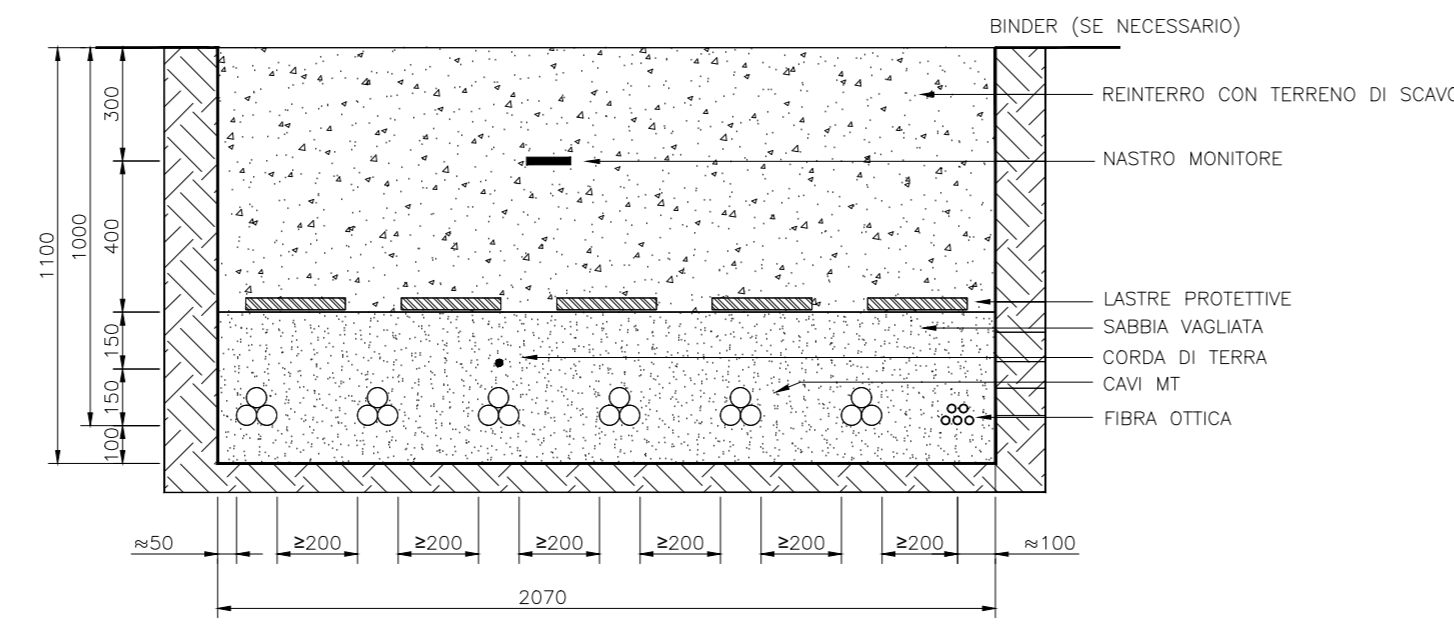 BINDER (SE NECESSARIO)
REINTERRO CON TERRENO DI SCAVO
NASTRO MONITORE
LASTRE PROTETTIVE
SABBIA VAGLIATA
CORDA DI TERRA
CAVI MT
FIBRA OTTICA
1100
1000
300
400
150
150
100
≈50
≥200
≥200
≥200
≥200
≥200
≥200
≈100
2070